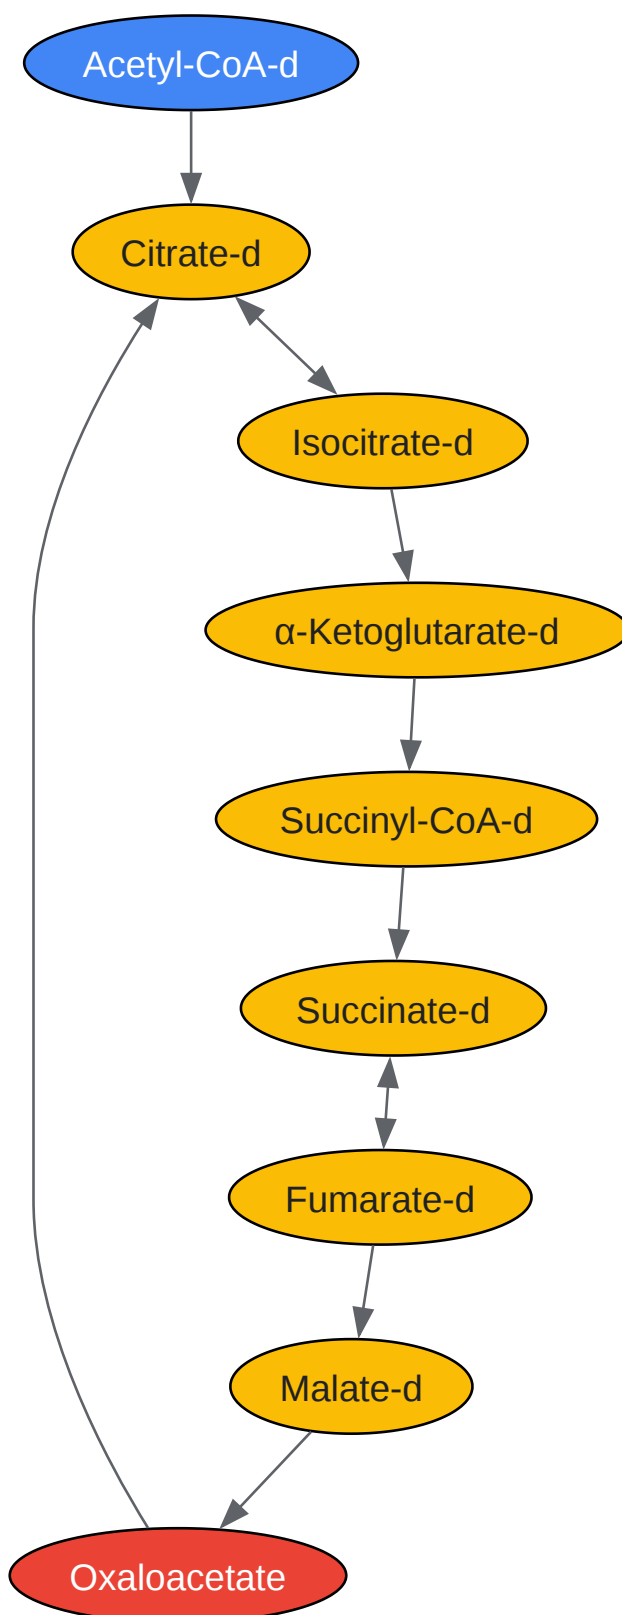 Acetyl-CoA-d
Citrate-d
Isocitrate-d
α-Ketoglutarate-d
Succinyl-CoA-d
Succinate-d
Fumarate-d
Malate-d
Oxaloacetate